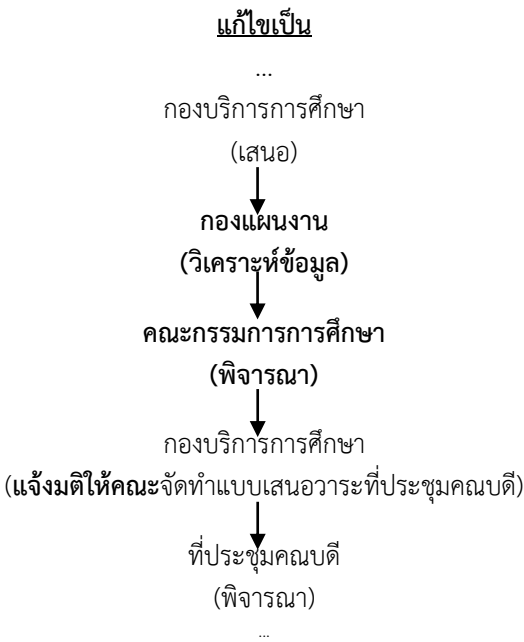 แก้ไขเป็น
...
กองบริการการศึกษา
(เสนอ)
กองแผนงาน
(วิเคราะห์ข้อมูล)
คณะกรรมการการศึกษา
(พิจารณา)
กองบริการการศึกษา
(แจ้งมติให้คณะจัดทำแบบเสนอวาระที่ประชุมคณบดี)
ที่ประชุมคณบดี
(พิจารณา)
...